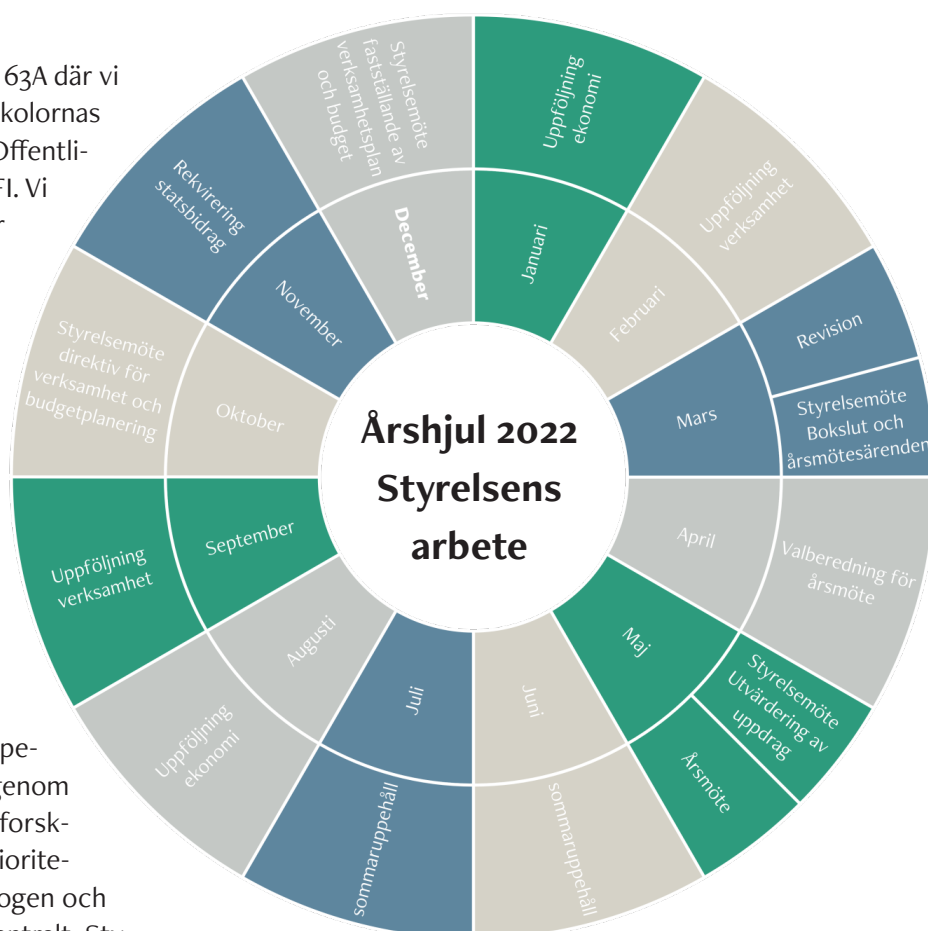 63A där vi
kolornas
Offentli-
FI. Vi
r
Årshjul 2022
Styrelsens
arbete
Januari
Uppföljning
ekonomi
Februari
Uppföljning
verksamhet
Mars
Revision
Styrelsemöte
Bokslut och
årsmötesärenden
April
Valberedning för
årsmöte
Maj
Styrelsemöte
Utvärdering av
uppdrag
Årsmöte
Juni
sommaruppehåll
Juli
sommaruppehåll
Augusti
Uppföljning
ekonomi
September
Uppföljning
verksamhet
Oktober
Styrelsemöte
direktiv för
verksamhet och
budgetplanering
November
Rekvirering
statsbidrag
December
Styrelsemöte
fastställande av
verksamhetsplan
och budget
pe-
genom
forsk-
iorite-
ogen och